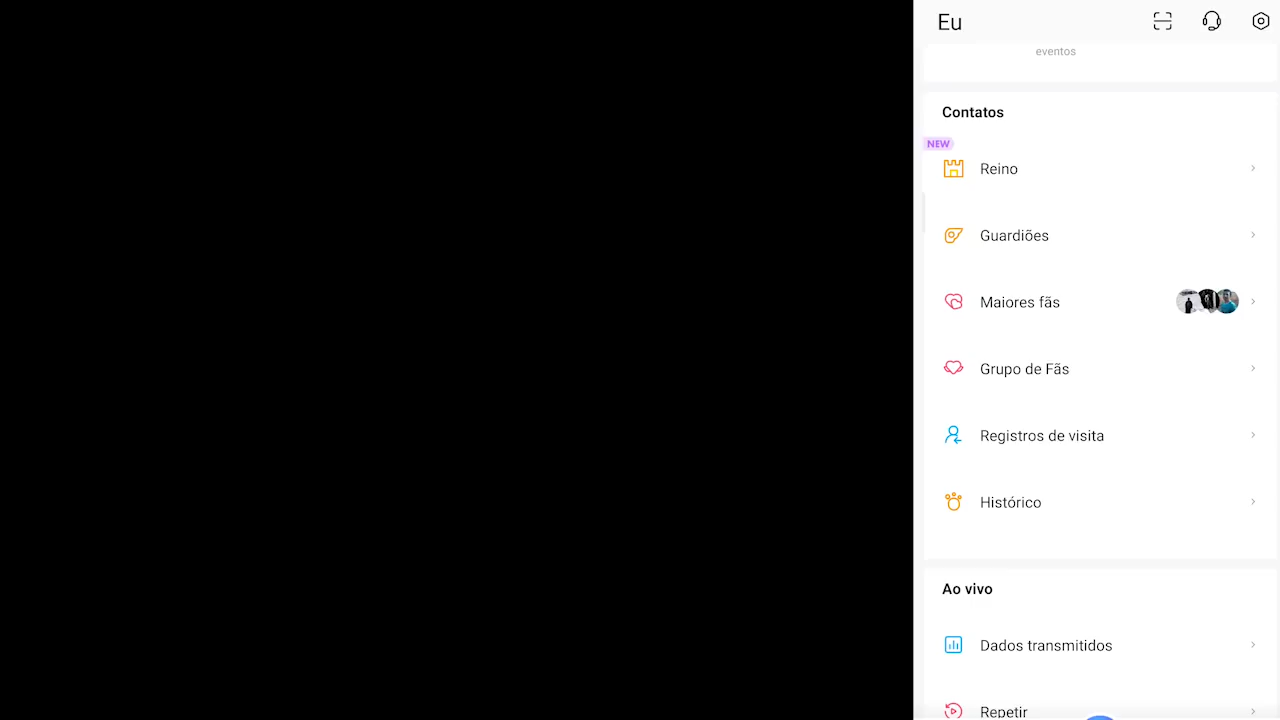 Eu
eventos
Contatos
NEW
Reino
Guardiões
Maiores fãs
Grupo de Fãs
Registros de visita
Histórico
Ao vivo
Dados transmitidos
Repetir